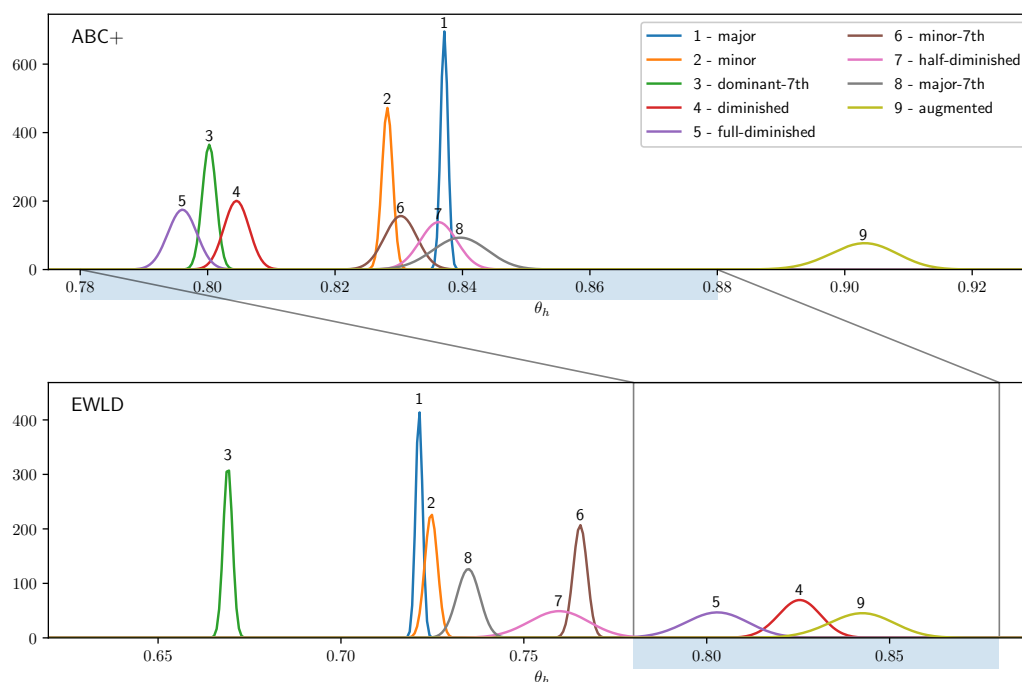 ABC+
1 - major
2 - minor
3 - dominant-7th
4 - diminished
5 - full-diminished
6 - minor-7th
7 - half-diminished
8 - major-7th
9 - augmented
600
400
200
0
1
2
3
4
5
6
7
8
9
0.78 0.80 0.82 0.84 0.86 0.88 0.90 0.92
θh
EWLD
400
300
200
100
0
1
2
3
6
8
7
5
4
9
0.65 0.70 0.75 0.80 0.85
θh